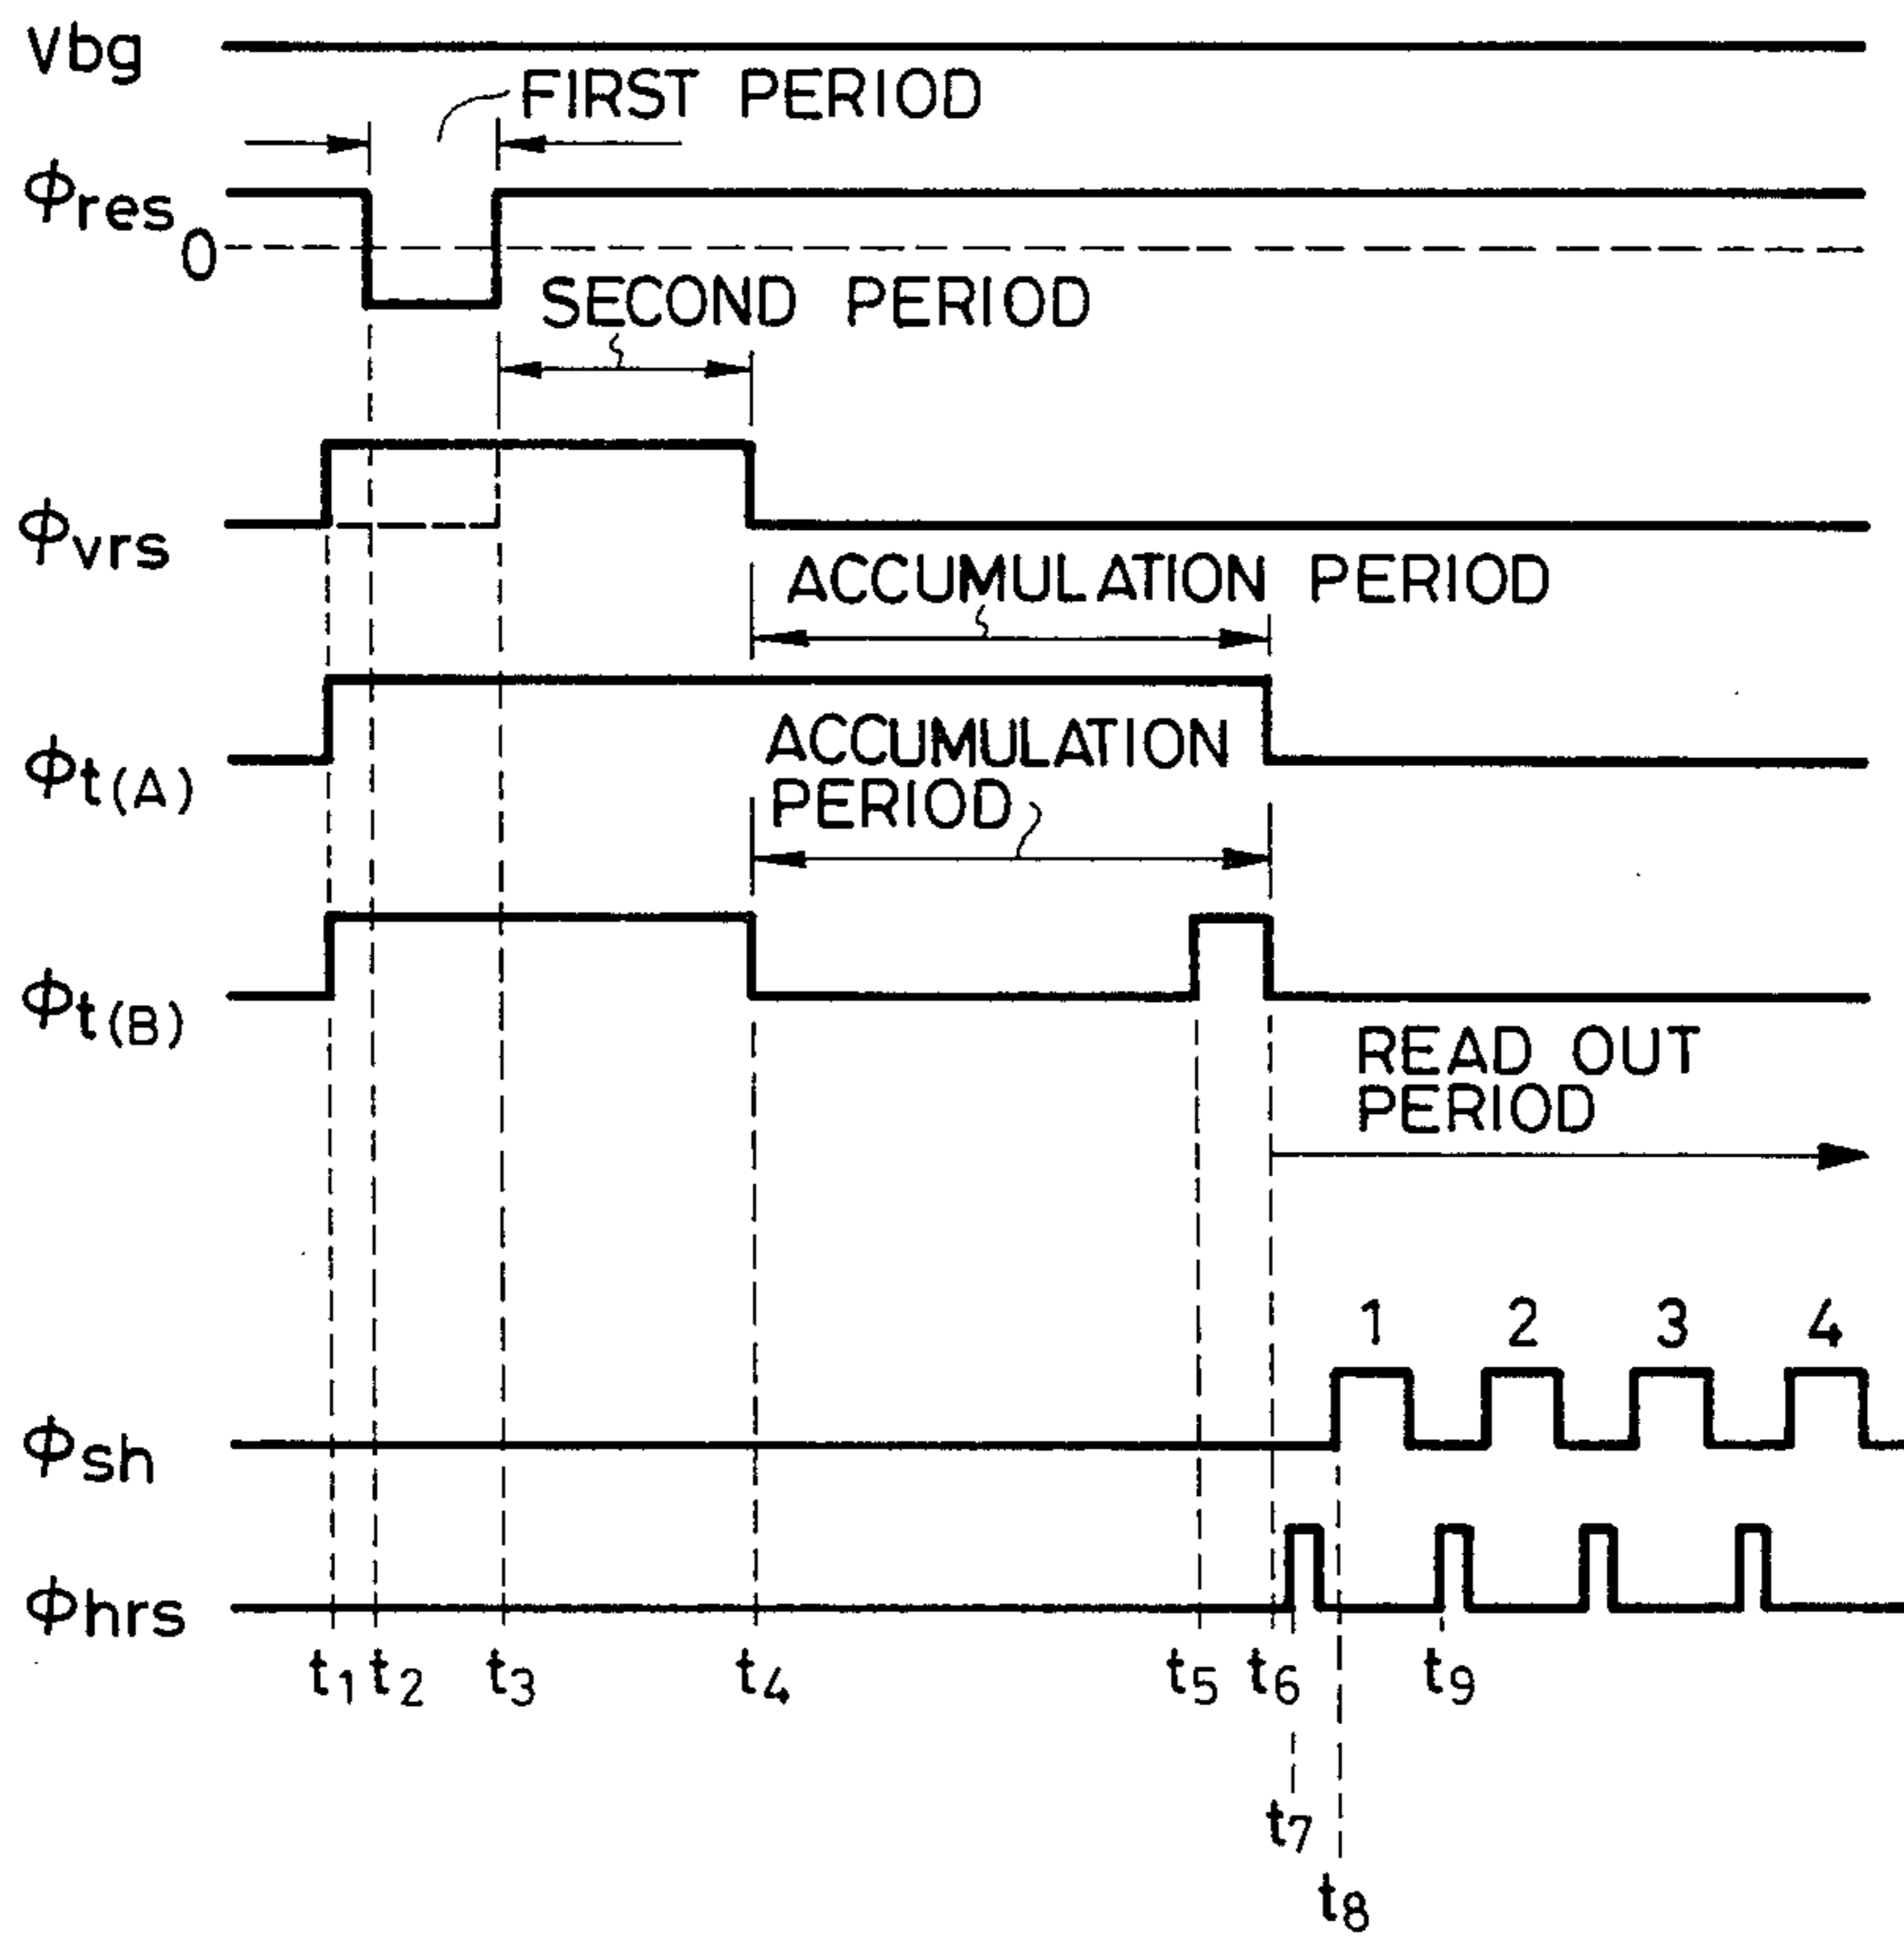 Vbg
FIRST PERIOD
Φres
0
SECOND PERIOD
Φvrs
ACCUMULATION PERIOD
Φt(A)
ACCUMULATION
PERIOD
Φt(B)
READ OUT
PERIOD
1 2 3 4
Φsh
Φhrs
t1 t2 t3 t4 t5 t6 t9
t7
t8